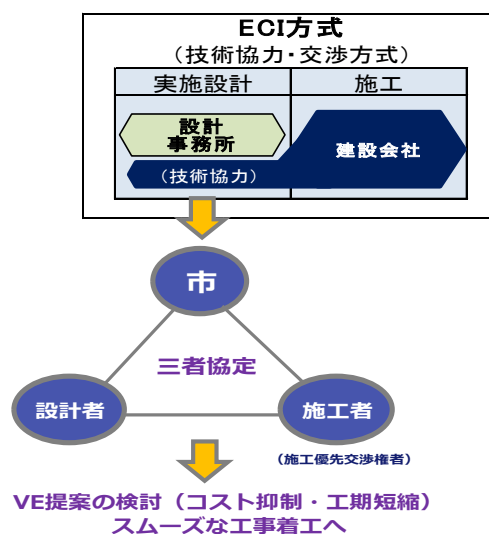 ECI方式
（技術協力・交渉方式）
実施設計
施工
設計
事務所
建設会社
（技術協力）
市
三者協定
設計者
施工者
（施工優先交渉権者）
VE提案の検討（コスト抑制・工期短縮）
スムーズな工事着工へ